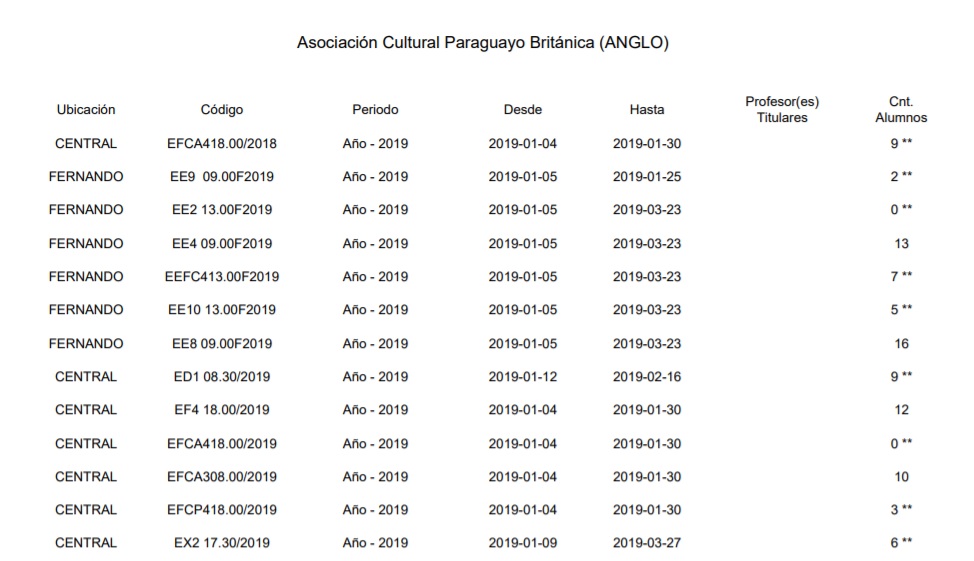 Asociación Cultural Paraguayo Británica (ANGLO)
Ubicación Código Periodo Desde Hasta Profesor(es) Titulares Cnt. Alumnos
CENTRAL EFCA418.00/2018 Año - 2019 2019-01-04 2019-01-30 9 **
FERNANDO EE9  09.00F2019 Año - 2019 2019-01-05 2019-01-25 2 **
FERNANDO EE2 13.00F2019 Año - 2019 2019-01-05 2019-03-23 0 **
FERNANDO EE4 09.00F2019 Año - 2019 2019-01-05 2019-03-23 13
FERNANDO EEFC413.00F2019 Año - 2019 2019-01-05 2019-03-23 7 **
FERNANDO EE10 13.00F2019 Año - 2019 2019-01-05 2019-03-23 5 **
FERNANDO EE8 09.00F2019 Año - 2019 2019-01-05 2019-03-23 16
CENTRAL ED1 08.30/2019 Año - 2019 2019-01-12 2019-02-16 9 **
CENTRAL EF4 18.00/2019 Año - 2019 2019-01-04 2019-01-30 12
CENTRAL EFCA418.00/2019 Año - 2019 2019-01-04 2019-01-30 0 **
CENTRAL EFCA308.00/2019 Año - 2019 2019-01-04 2019-01-30 10
CENTRAL EFCP418.00/2019 Año - 2019 2019-01-04 2019-01-30 3 **
CENTRAL EX2 17.30/2019 Año - 2019 2019-01-09 2019-03-27 6 **